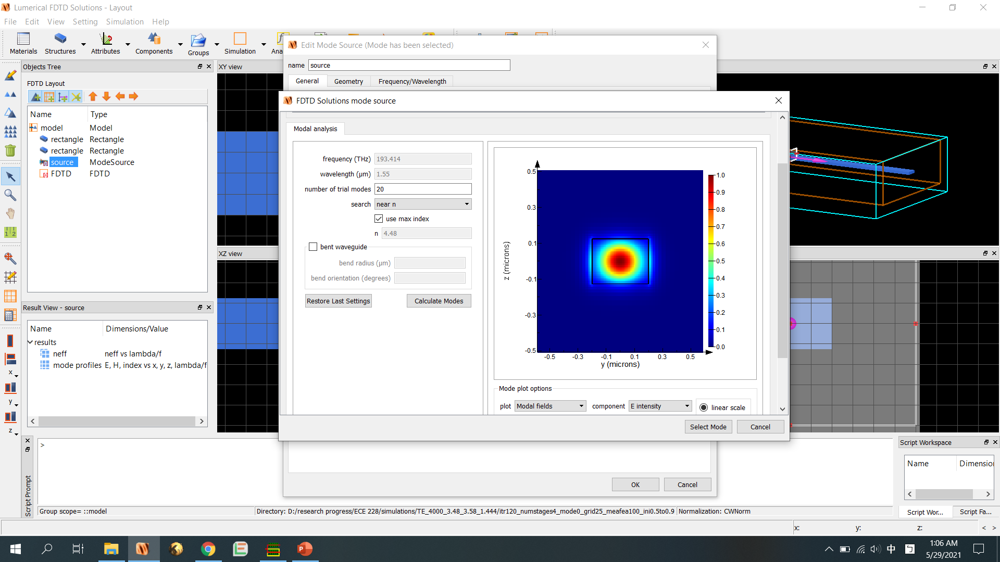 Lumerical FDTD Solutions - Layout
File Edit View Setting Simulation Help
Materials Structures Attributes Components Groups Simulation
Objects Tree
FDTD Layout
Name Type
model Model
rectangle Rectangle
rectangle Rectangle
source ModeSource
FDTD FDTD
Result View - source
Name Dimensions/Value
results
neff neff vs lambda/f
mode profiles E, H, index vs x, y, z, lambda/f
x
y
z
1 2
XY view
XZ view
Edit Mode Source (Mode has been selected)
name source
General Geometry Frequency/Wavelength
FDTD Solutions mode source
Modal analysis
frequency (THz) 193.414
wavelength (µm) 1.55
number of trial modes 20
search near n
use max index
n 4.48
bent waveguide
bend radius (µm)
bend orientation (degrees)
Restore Last Settings Calculate Modes
z (microns)
0.5
0.3
0.1
-0.1
-0.3
-0.5
-0.5 -0.3 -0.1 0.1 0.3 0.5
y (microns)
1.0
0.9
0.8
0.7
0.6
0.5
0.4
0.3
0.2
0.1
0.0
Mode plot options
plot Modal fields component E intensity linear scale
Select Mode Cancel
OK Cancel
Script Prompt
>
Group scope= ::model
Directory: D:/research progress/ECE 228/simulations/TE_4000_3.48_3.58_1.444/itr120_numstages4_mode0_grid25_meafea100_ini0.5to0.9
Normalization: CWNorm
Script Workspace
Name Dimensio
Script Wor... Script Fa...
x: y: z: < >
中
1:06 AM
5/29/2021